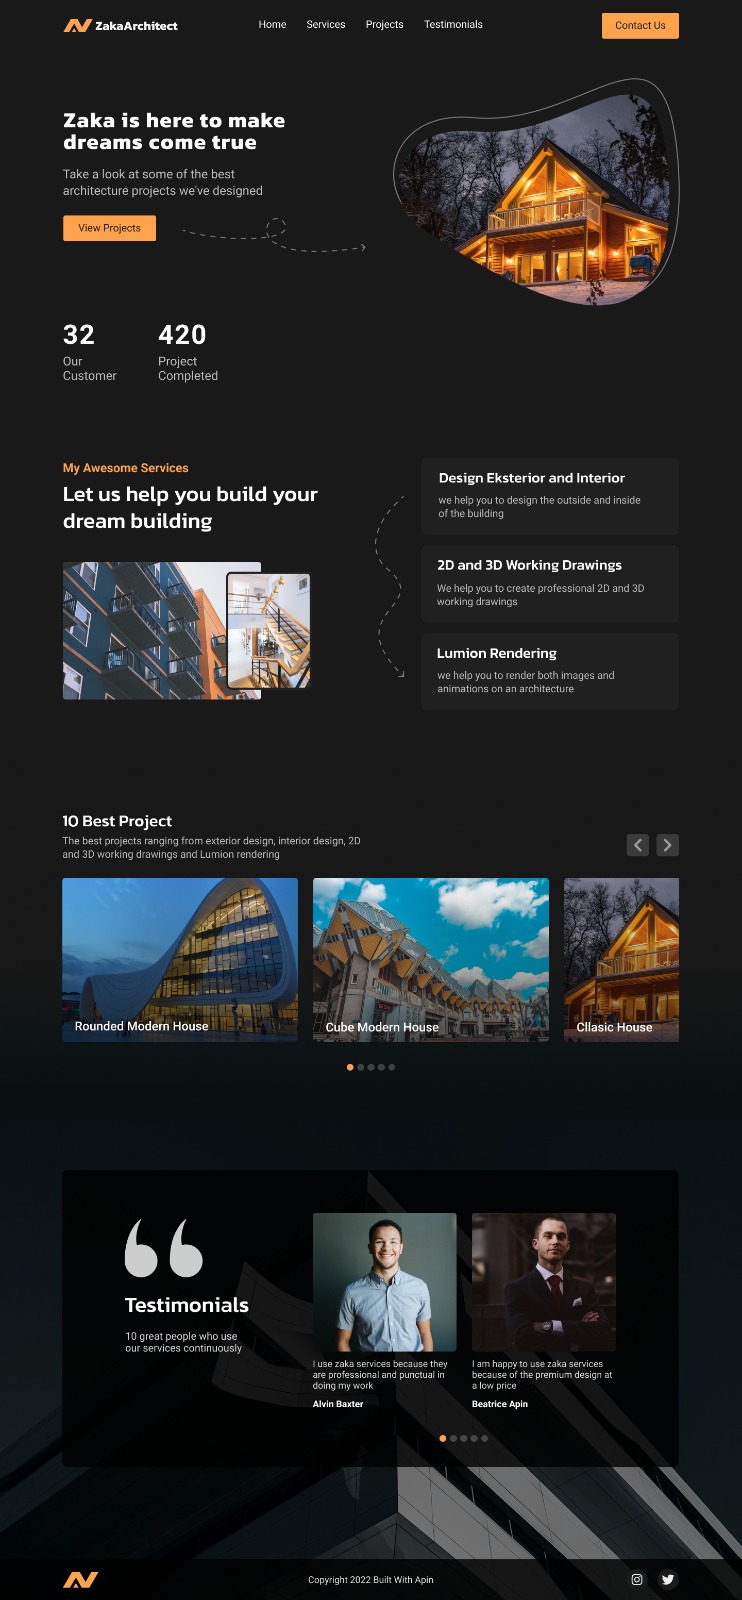 ZakaArchitect
Home Services Projects Testimonials
Contact Us
Zaka is here to make
dreams come true
Take a look at some of the best
architecture projects we've designed
View Projects
32
Our
Customer
420
Project
Completed
My Awesome Services
Let us help you build your
dream building
Design Eksterior and Interior
we help you to design the outside and inside
of the building
2D and 3D Working Drawings
We help you to create professional 2D and 3D
working drawings
Lumion Rendering
we help you to render both images and
animations on an architecture
10 Best Project
The best projects ranging from exterior design, interior design, 2D
and 3D working drawings and Lumion rendering
Rounded Modern House
Cube Modern House
Cllasic House
Testimonials
10 great people who use
our services continuously
I use zaka services because they
are professional and punctual in
doing my work
Alvin Baxter
I am happy to use zaka services
because of the premium design at
a low price
Beatrice Apin
Copyright 2022 Built With Apin